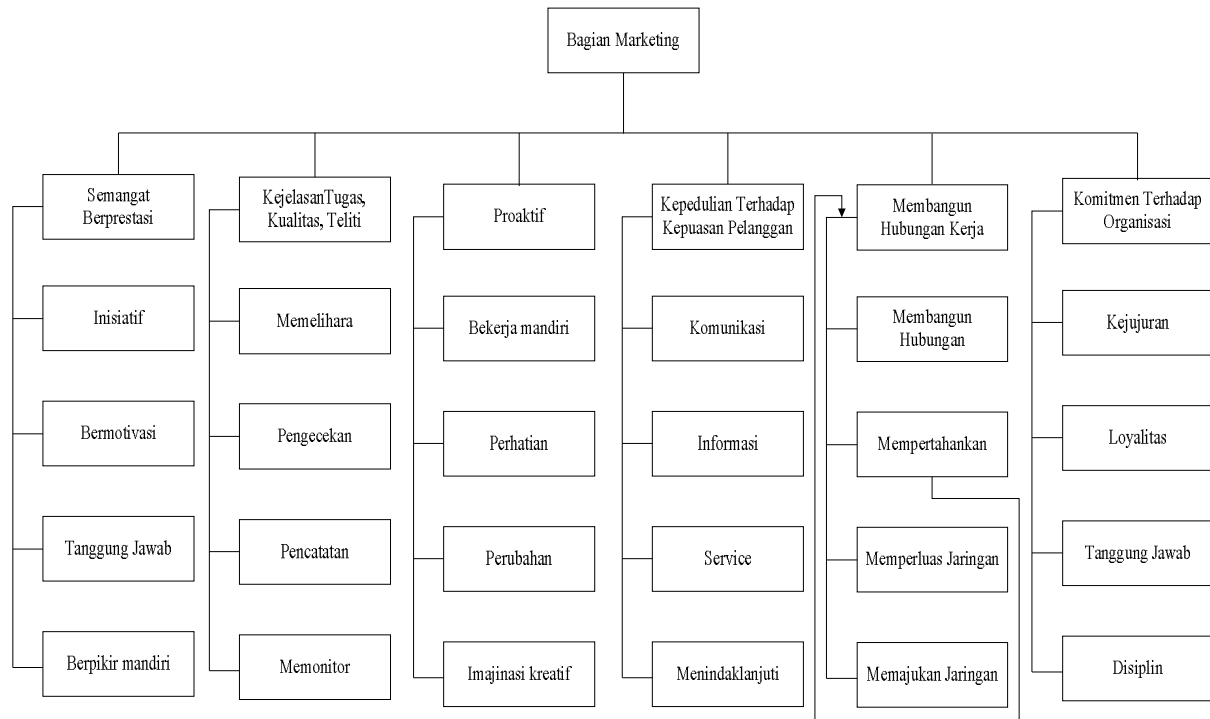 Bagian Marketing
Semangat
Berprestasi
KejelasanTugas,
Kualitas, Teliti
Proaktif
Kepedulian Terhadap
Kepuasan Pelanggan
Membangun
Hubungan Kerja
Komitmen Terhadap
Organisasi
Inisiatif
Memelihara
Bekerja mandiri
Komunikasi
Membangun
Hubungan
Kejujuran
Bermotivasi
Pengecekan
Perhatian
Informasi
Mempertahankan
Loyalitas
Tanggung Jawab
Pencatatan
Perubahan
Service
Memperluas Jaringan
Tanggung Jawab
Berpikir mandiri
Memonitor
Imajinasi kreatif
Menindaklanjuti
Memajukan Jaringan
Disiplin